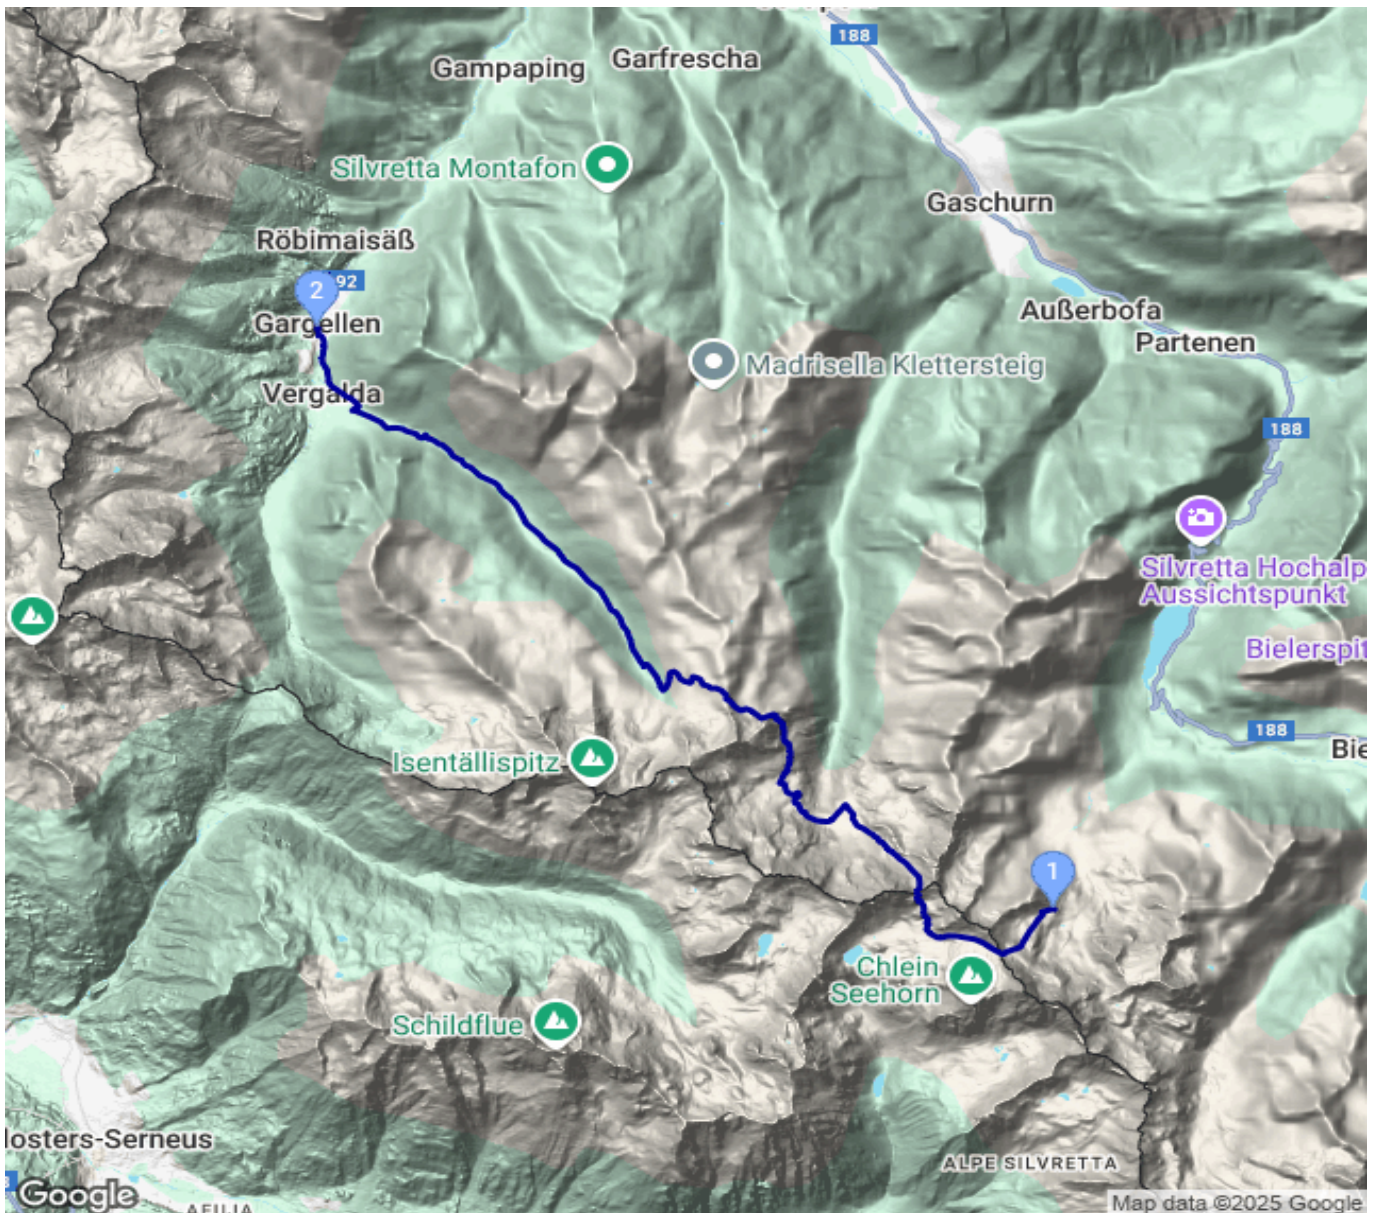 188
Gampaping
Garfrescha
Silvretta Montafon
Gaschurn
Röbimaisäß
2
92
Gargellen
Außerbofa
Partenen
Madrisella Klettersteig
Vergalda
188
Silvretta Hochalp
Aussichtspunkt
Bielerspit
188
Bie
Isentällispitz
1
Chlein
Seehorn
Schildflue
losters-Serneus
ALPE SILVRETTA
Google
Map data ©2025 Google